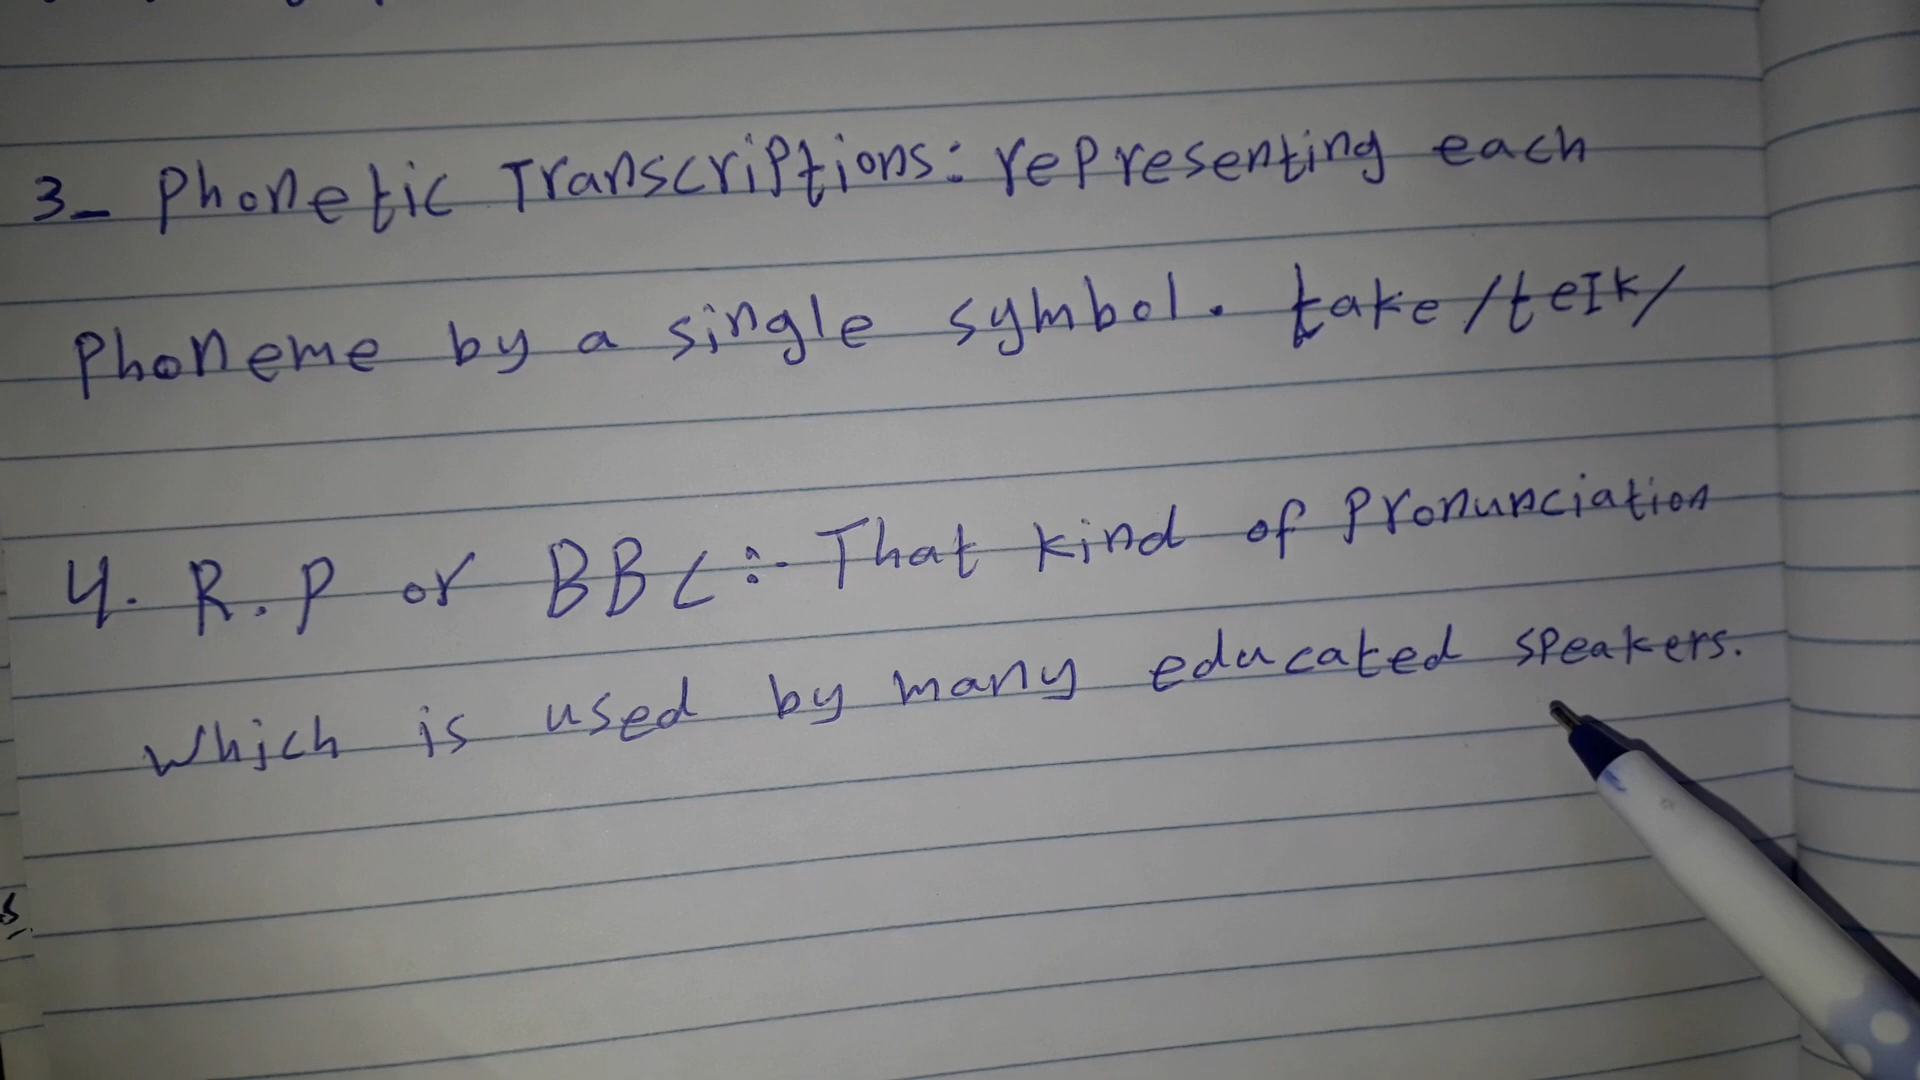 3- Phonetic Transcriptions: representing each
Phoneme by a single symbol. take /teIk/
4. R.P or BBC:- That kind of Pronunciation
which is used by many educated speakers.